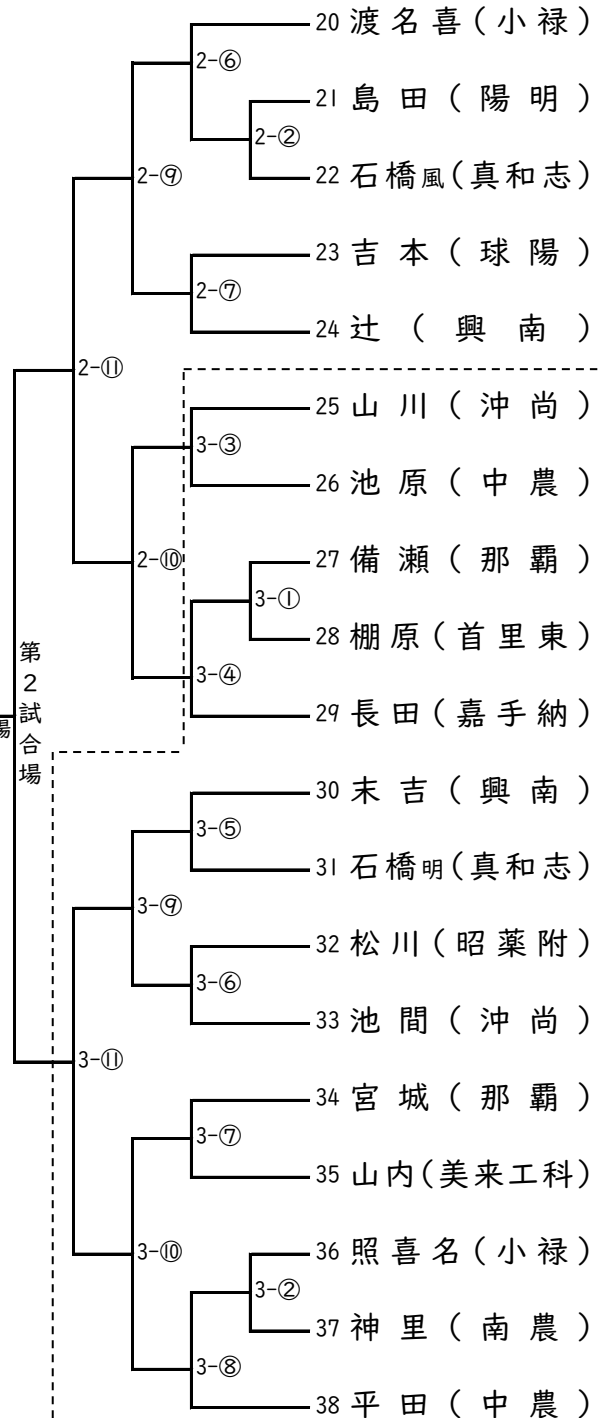 20 渡名喜(小禄)
2-⑥
21 島田(陽明)
2-②
2-⑨
22 石橋風(真和志)
23 吉本(球陽)
2-⑦
24 辻(興南)
2-⑪
25 山川(沖尚)
3-③
26 池原(中農)
2-⑩
27 備瀬(那覇)
3-①
28 棚原(首里東)
3-④
29 長田(嘉手納)
第2試合場
場
30 末吉(興南)
3-⑤
31 石橋明(真和志)
3-⑨
32 松川(昭薬附)
3-⑥
33 池間(沖尚)
3-⑪
34 宮城(那覇)
3-⑦
35 山内(美来工科)
3-⑩
36 照喜名(小禄)
3-②
37 神里(南農)
3-⑧
38 平田(中農)